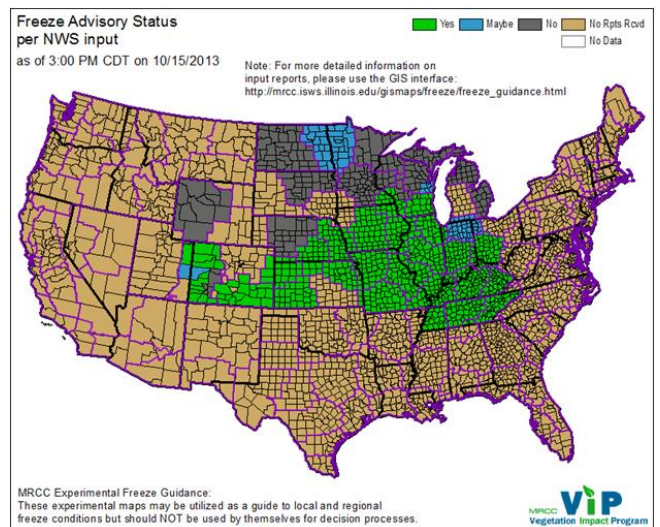 Freeze Advisory Status
per NWS input
as of 3:00 PM CDT on 10/15/2013
Yes
Maybe
No
No Rpts Rcvd
No Data
Note: For more detailed information on
input reports, please use the GIS interface:
http://mrcc.isws.illinois.edu/gismaps/freeze/freeze_guidance.html
MRCC Experimental Freeze Guidance:
These experimental maps may be utilized as a guide to local and regional
freeze conditions but should NOT be used by themselves for decision processes.
MRCC ViP
Vegetation Impact Program